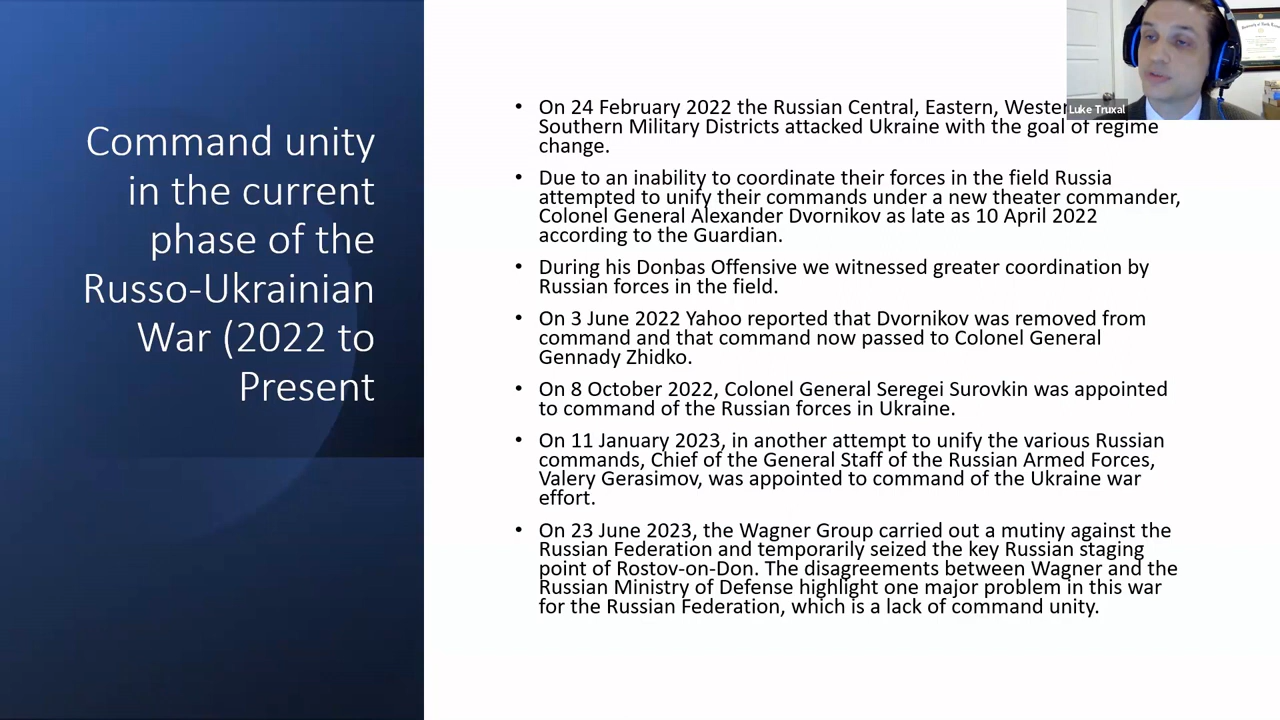 Command unity
in the current
phase of the
Russo-Ukrainian
War (2022 to
Present
• On 24 February 2022 the Russian Central, Eastern,
Southern Military Districts attacked Ukraine with the goal of regime
change.
• Due to an inability to coordinate their forces in the field Russia
attempted to unify their commands under a new theater commander,
Colonel General Alexander Dvornikov as late as 10 April 2022
according to the Guardian.
• During his Donbas Offensive we witnessed greater coordination by
Russian forces in the field.
• On 3 June 2022 Yahoo reported that Dvornikov was removed from
command and that command now passed to Colonel General
Gennady Zhidko.
• On 8 October 2022, Colonel General Seregei Surovkin was appointed
to command of the Russian forces in Ukraine.
• On 11 January 2023, in another attempt to unify the various Russian
commands, Chief of the General Staff of the Russian Armed Forces,
Valery Gerasimov, was appointed to command of the Ukraine war
effort.
• On 23 June 2023, the Wagner Group carried out a mutiny against the
Russian Federation and temporarily seized the key Russian staging
point of Rostov-on-Don. The disagreements between Wagner and the
Russian Ministry of Defense highlight one major problem in this war
for the Russian Federation, which is a lack of command unity.
Luke Truxal